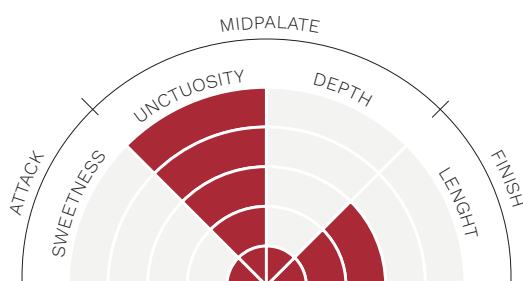 MIDPALATE
UNCTUOSITY
DEPTH
ATTACK
SWEETNESS
LENGHT
FINISH